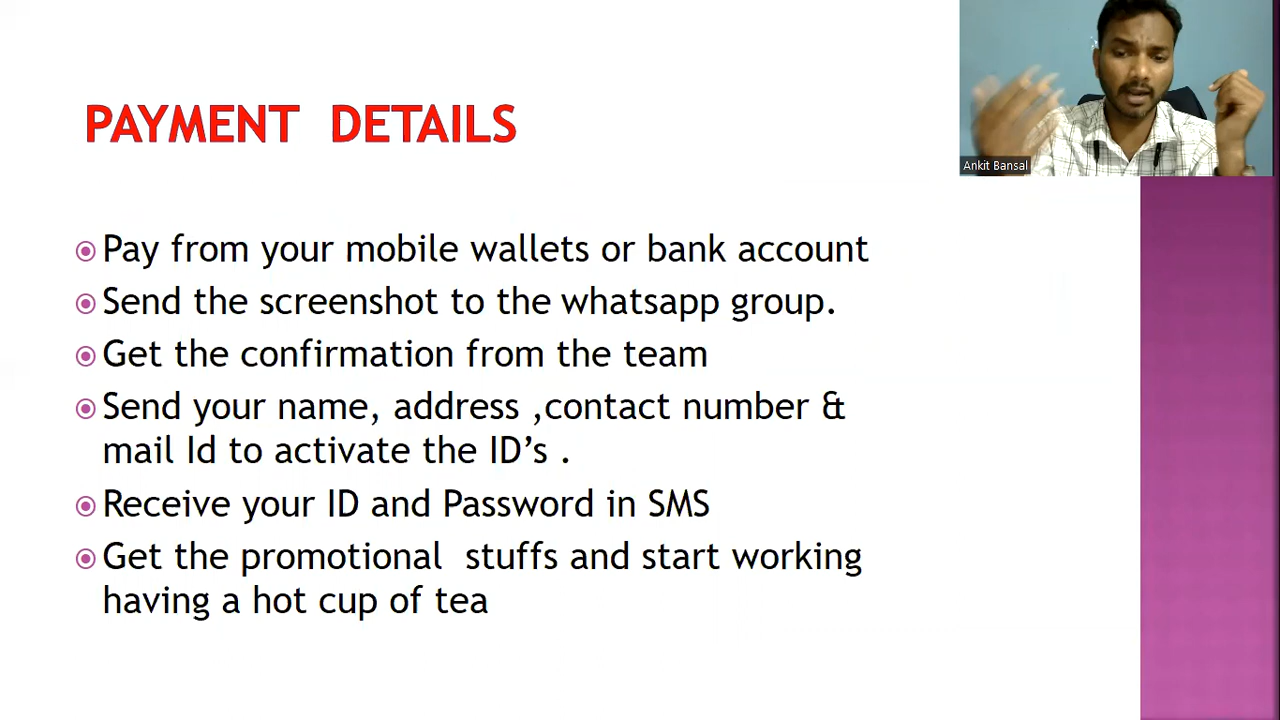 Ankit Bansal
PAYMENT DETAILS
Pay from your mobile wallets or bank account
Send the screenshot to the whatsapp group.
Get the confirmation from the team
Send your name, address ,contact number &
mail Id to activate the ID’s .
Receive your ID and Password in SMS
Get the promotional stuffs and start working
having a hot cup of tea